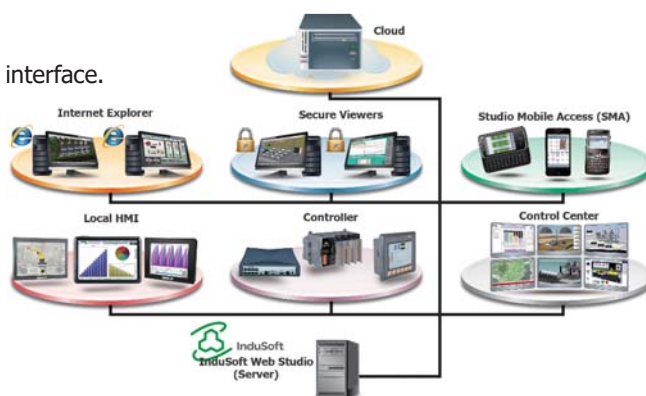 Cloud
interface.
Internet Explorer
Secure Viewers
Studio Mobile Access (SMA)
Local HMI
Controller
Control Center
InduSoft
InduSoft Web Studio
(Server)